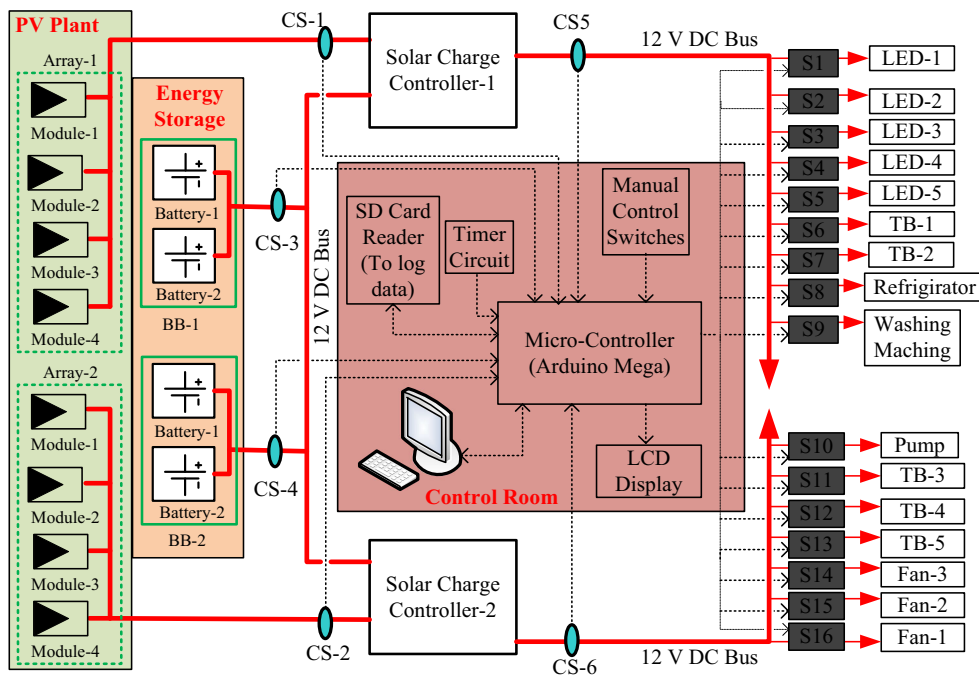 PV Plant
Array-1
Module-1
Module-2
Module-3
Module-4
Array-2
Module-1
Module-2
Module-3
Module-4
Energy
Storage
Battery-1
Battery-2
BB-1
Battery-1
Battery-2
BB-2
CS-1
CS-3
CS-4
CS-2
12 V DC Bus
Solar Charge
Controller-1
CS5
12 V DC Bus
SD Card
Reader
(To log
data)
Timer
Circuit
Manual
Control
Switches
Micro-Controller
(Arduino Mega)
LCD
Display
Control Room
Solar Charge
Controller-2
CS-6
12 V DC Bus
S1
LED-1
S2
LED-2
S3
LED-3
S4
LED-4
S5
LED-5
S6
TB-1
S7
TB-2
S8
Refrigirator
S9
Washing
Maching
S10
Pump
S11
TB-3
S12
TB-4
S13
TB-5
S14
Fan-3
S15
Fan-2
S16
Fan-1